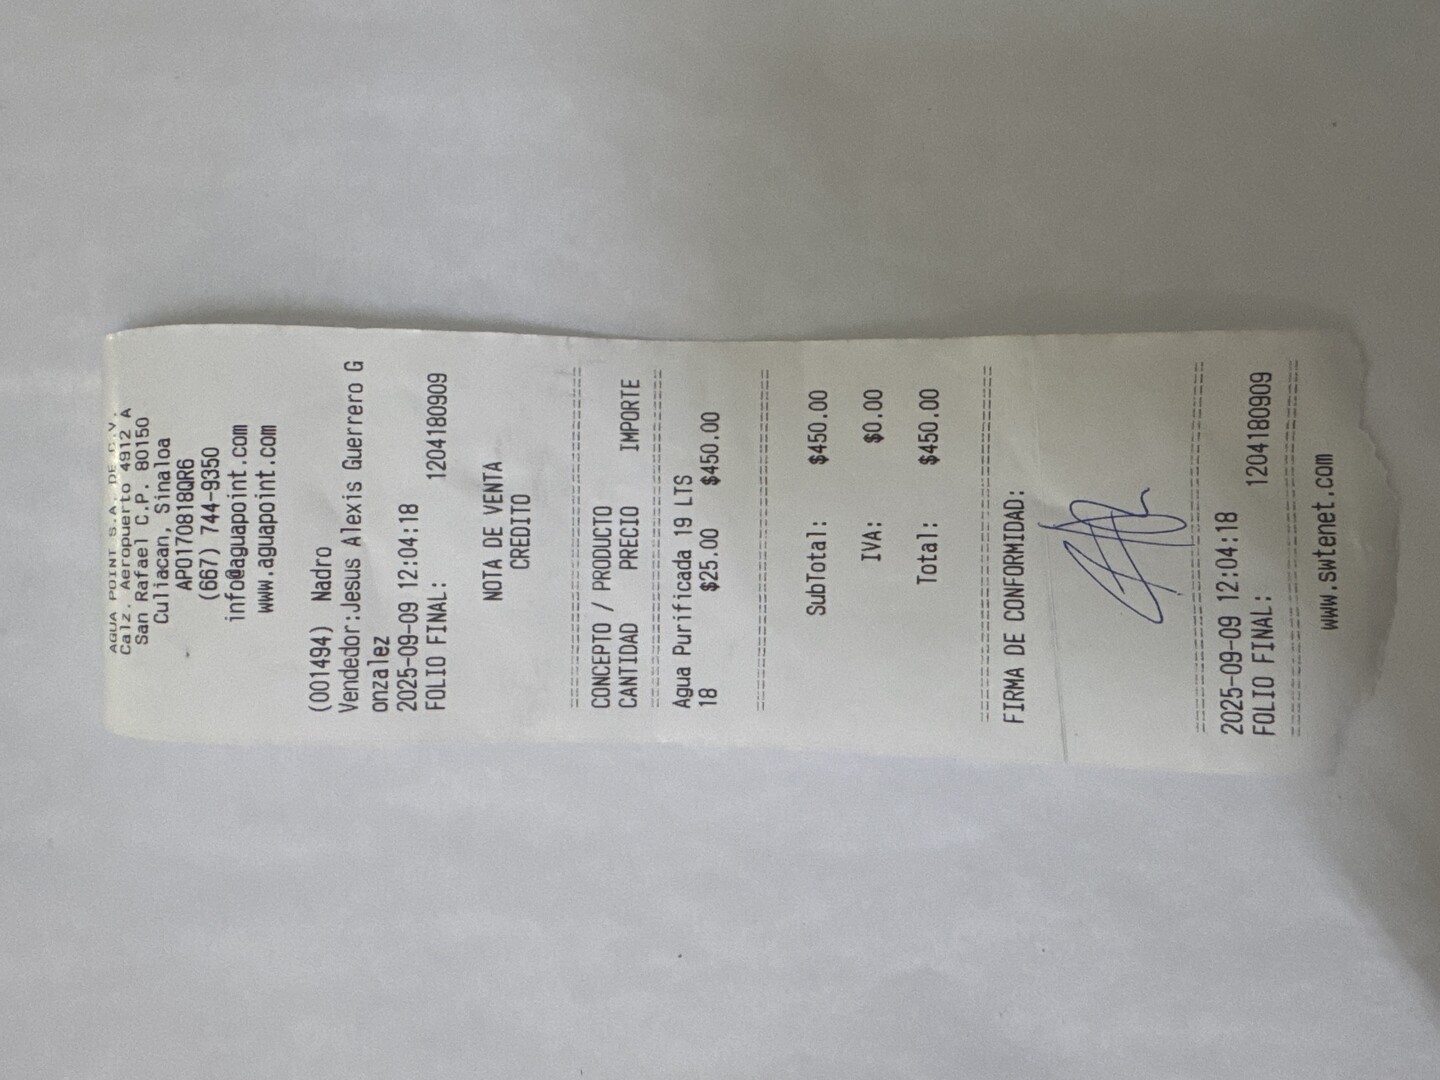 AGUA POINT S.A. DE C.V.
Calz. Aeropuerto 4912 A
San Rafael C.P. 80150
Culiacan, Sinaloa
APO170818QR6
(667) 744-9350
info@aguapoint.com
www.aguapoint.com
(001494) Nadro
Vendedor:Jesus Alexis Guerrero G
onzalez
2025-09-09 12:04:18
FOLIO FINAL: 1204180909
NOTA DE VENTA
CREDITO
CONCEPTO / PRODUCTO
CANTIDAD PRECIO IMPORTE
Agua Purificada 19 LTS
18 $25.00 $450.00
SubTotal: $450.00
IVA: $0.00
Total: $450.00
FIRMA DE CONFORMIDAD:
2025-09-09 12:04:18
FOLIO FINAL: 1204180909
www.swtenet.com